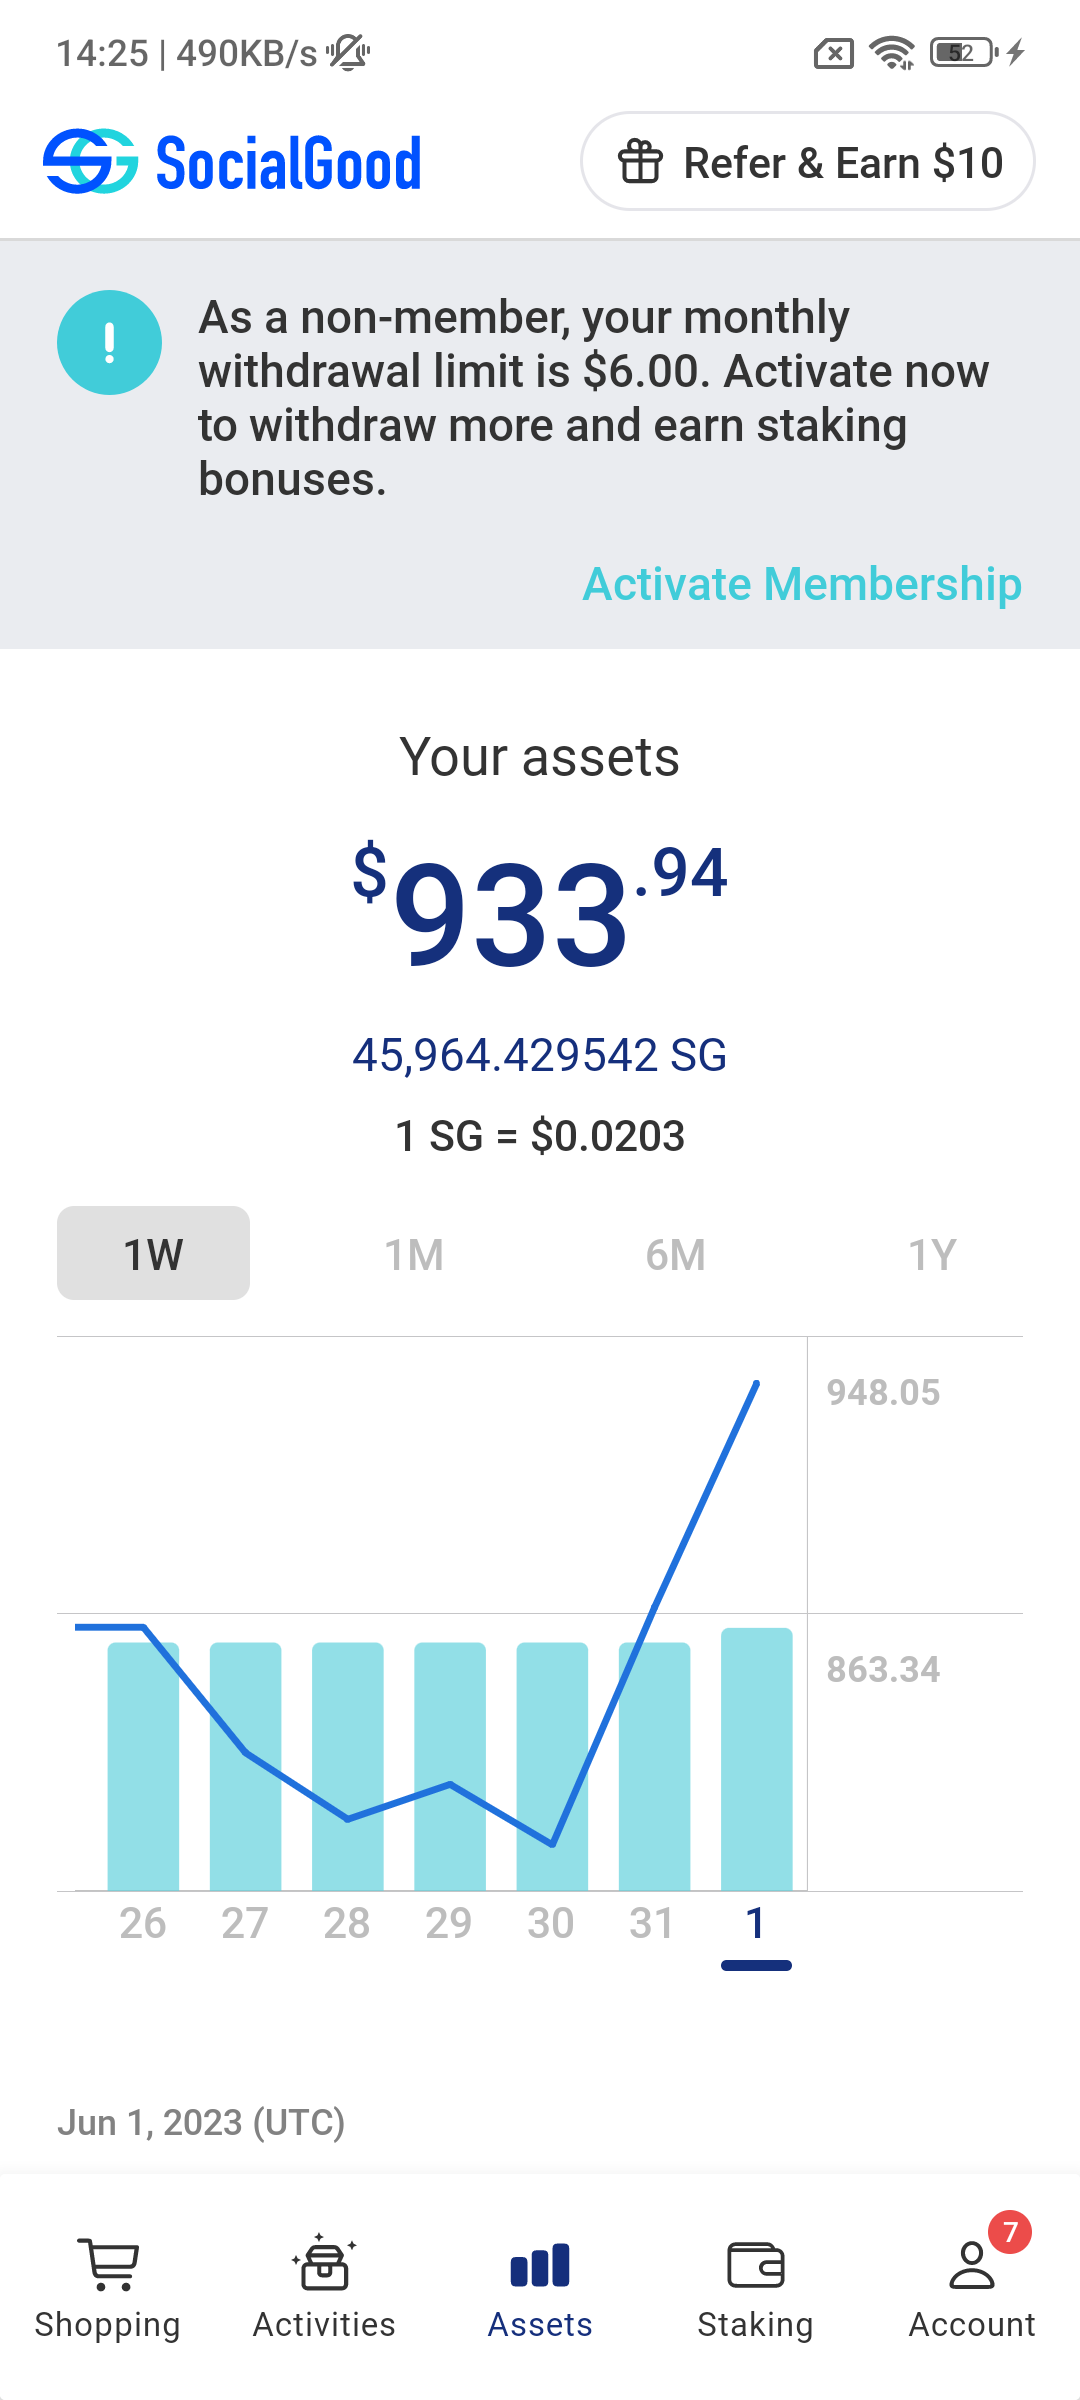 14:25 | 490KB/s
52
SocialGood
Refer & Earn $10
As a non-member, your monthly
withdrawal limit is $6.00. Activate now
to withdraw more and earn staking
bonuses.
Activate Membership
Your assets
$933.94
45,964.429542 SG
1 SG = $0.0203
1W 1M 6M 1Y
948.05
863.34
26 27 28 29 30 31 1
Jun 1, 2023 (UTC)
7
Shopping Activities Assets Staking Account